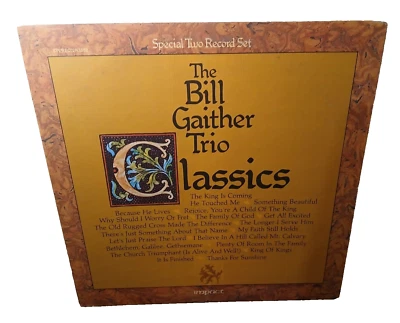 Special Two Record Set
The
Bill
Gaither
Trio
Classics
The King Is Coming
He Touched Me Something Beautiful
Because He Lives Rejoice, You're A Child Of The King
Why Should I Worry Or Fret The Family Of God Get All Excited
The Old Rugged Cross Made The Difference The Longer I Serve Him
There's Just Something About That Name My Faith Still Holds
Let's Just Praise The Lord I Believe In A Hill Called Mt. Calvary
Bethlehem, Galilee, Gethsemane Plenty Of Room In The Family
The Church Triumphant (Is Alive And Well) King Of Kings
It Is Finished Thanks For Sunshine
impact